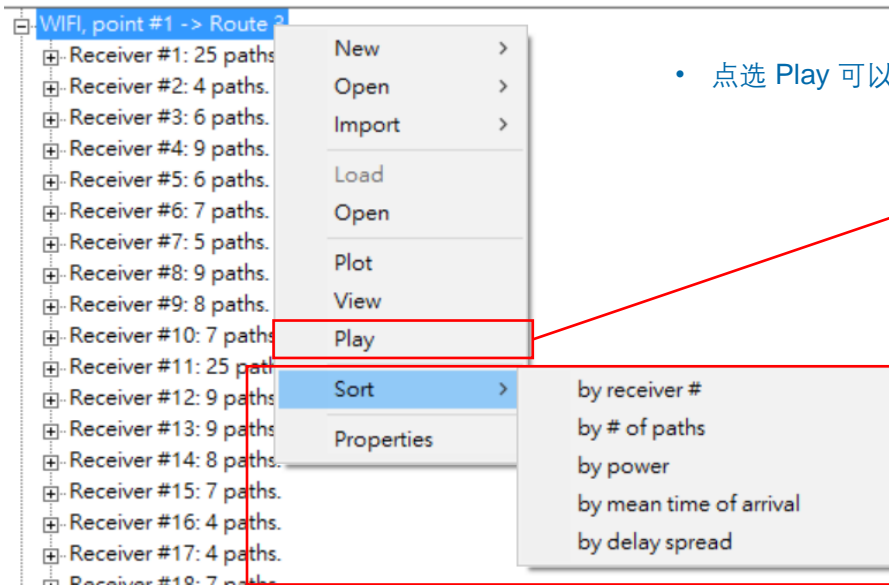 WIFI, point #1 -> Route 3
Receiver #1: 25 paths
Receiver #2: 4 paths.
Receiver #3: 6 paths.
Receiver #4: 9 paths.
Receiver #5: 6 paths.
Receiver #6: 7 paths.
Receiver #7: 5 paths.
Receiver #8: 9 paths.
Receiver #9: 8 paths.
Receiver #10: 7 paths
Receiver #11: 25 path
Receiver #12: 9 paths
Receiver #13: 9 paths
Receiver #14: 8 paths.
Receiver #15: 7 paths.
Receiver #16: 4 paths.
Receiver #17: 4 paths.
Receiver #18: 7 paths
New
Open
Import
Load
Open
Plot
View
Play
Sort
Properties
by receiver #
by # of paths
by power
by mean time of arrival
by delay spread
• 点选 Play 可以